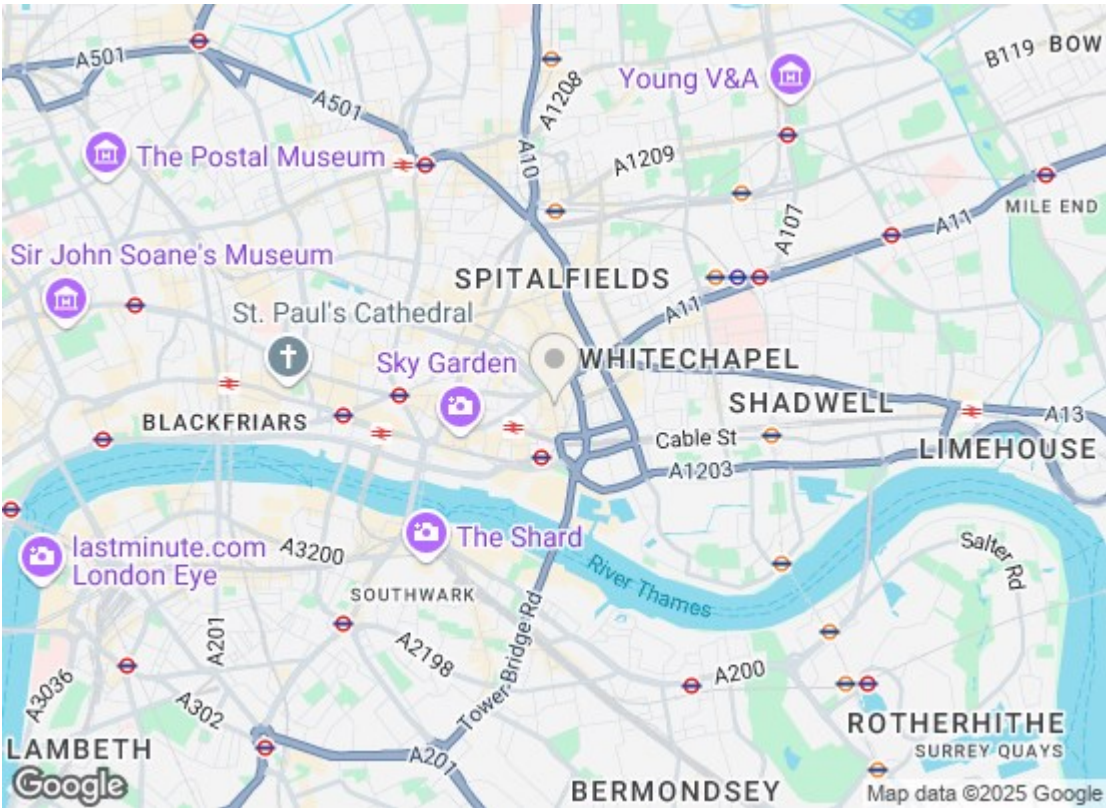 A501
A501
A1208
Young V&A
B119
BOW
The Postal Museum
A10
A1209
A107
MILE END
A11
Sir John Soane's Museum
SPITALFIELDS
St. Paul's Cathedral
A11
Sky Garden
WHITECHAPEL
SHADWELL
BLACKFRIARS
Cable St
A13
LIMEHOUSE
A1203
The Shard
lastminute.com
London Eye
A3200
River Thames
Salter Rd
SOUTHWARK
A201
A2198
Tower Bridge Rd
A200
A3036
A302
ROTHERHITHE
SURREY QUAYS
LAMBETH
A201
Google
BERMONDSEY
Map data ©2025 Google